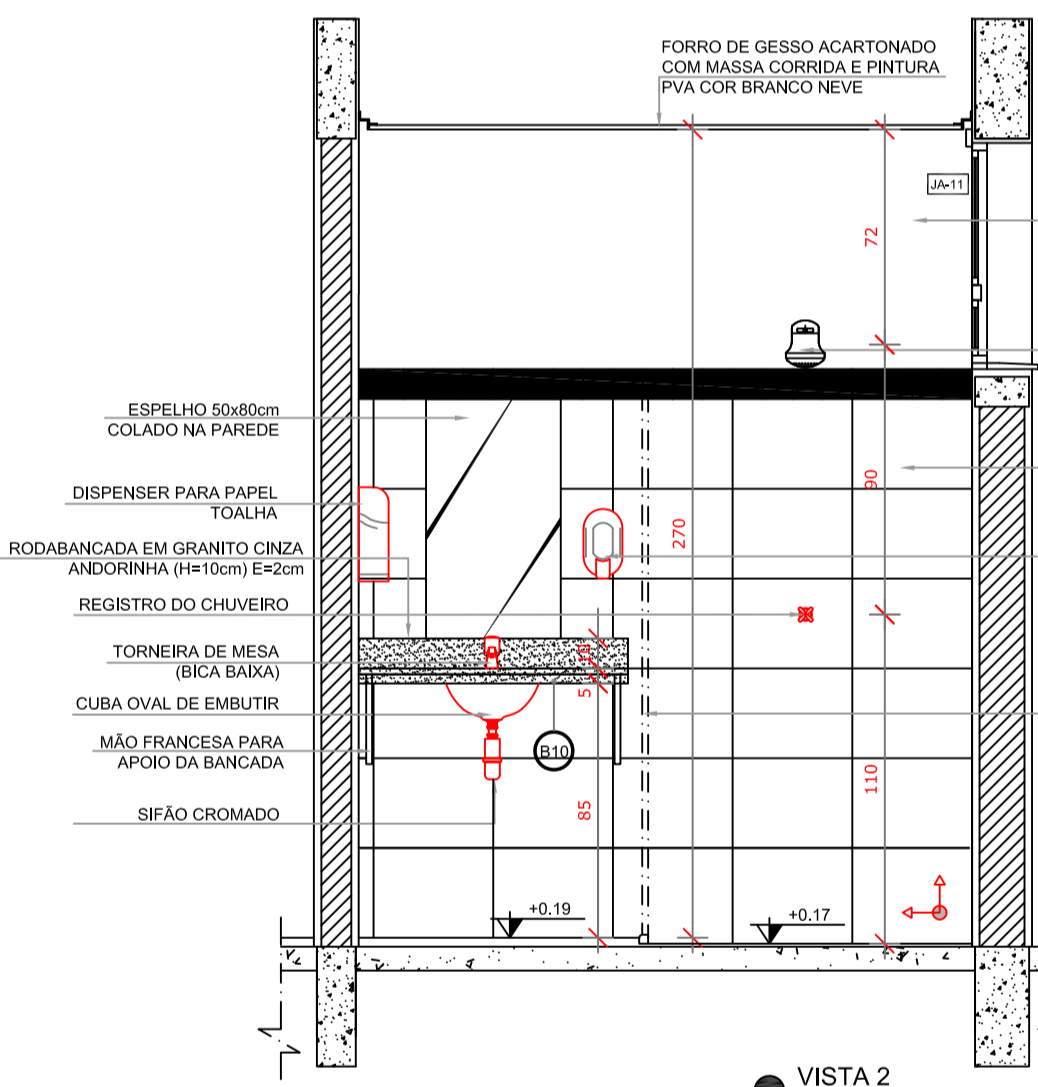 FORRO DE GESSO ACARTONADO
COM MASSA CORRIDA E PINTURA
PVA COR BRANCO NEVE
JA-11
72
ESPELHO 50x80cm
COLADO NA PAREDE
DISPENSER PARA PAPEL
TOALHA
RODABANCADA EM GRANITO CINZA
ANDORINHA (H=10cm) E=2cm
REGISTRO DO CHUVEIRO
TORNEIRA DE MESA
(BICA BAIXA)
CUBA OVAL DE EMBUTIR
MÃO FRANCESA PARA
APOIO DA BANCADA
SIFÃO CROMADO
90
270
10
5
B10
85
110
+0.19
+0.17
VISTA 2